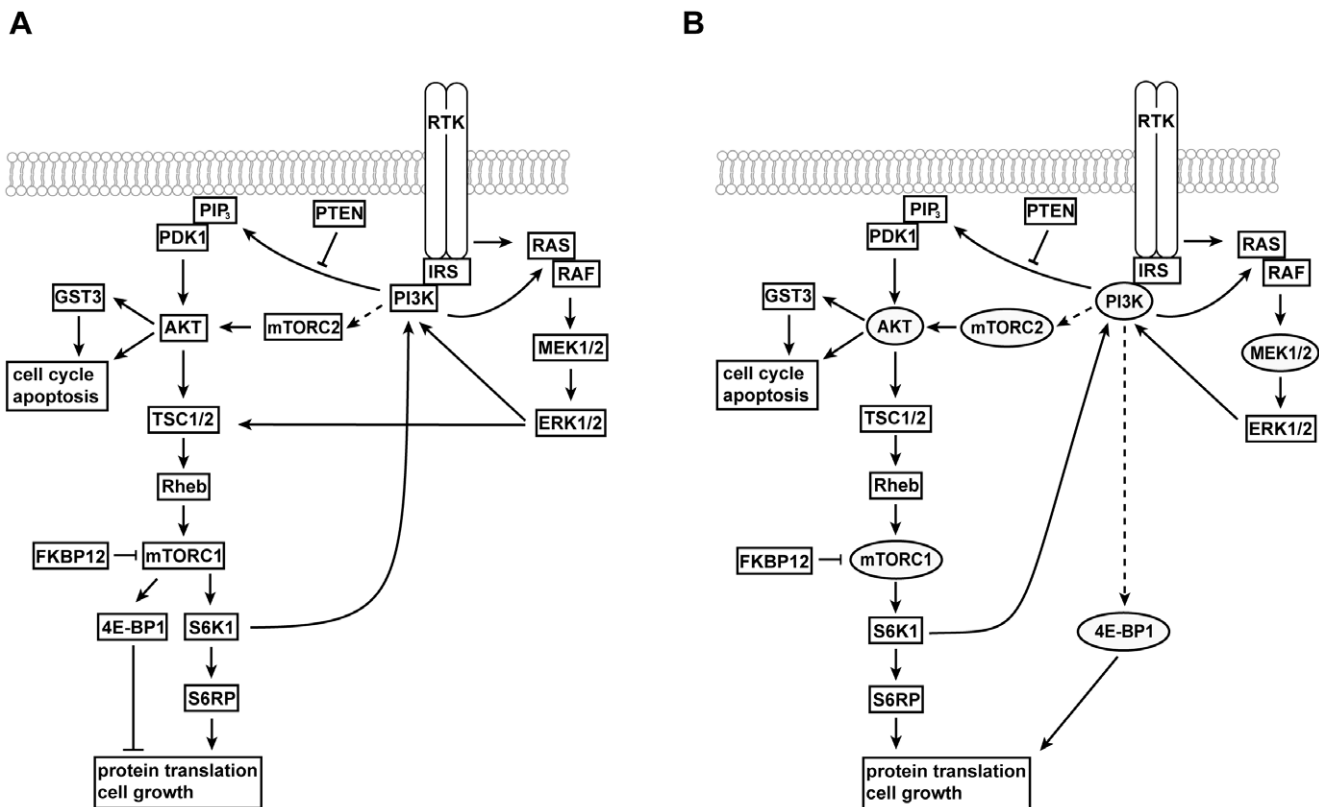 A
RTK
PIP3
PTEN
PDK1
RAS
IRS
RAF
GST3
PI3K
AKT
mTORC2
MEK1/2
cell cycle
apoptosis
TSC1/2
ERK1/2
Rheb
FKBP12
mTORC1
4E-BP1
S6K1
S6RP
protein translation
cell growth
B
RTK
PIP3
PTEN
PDK1
RAS
IRS
RAF
GST3
PI3K
AKT
mTORC2
MEK1/2
cell cycle
apoptosis
TSC1/2
ERK1/2
Rheb
FKBP12
mTORC1
S6K1
4E-BP1
S6RP
protein translation
cell growth